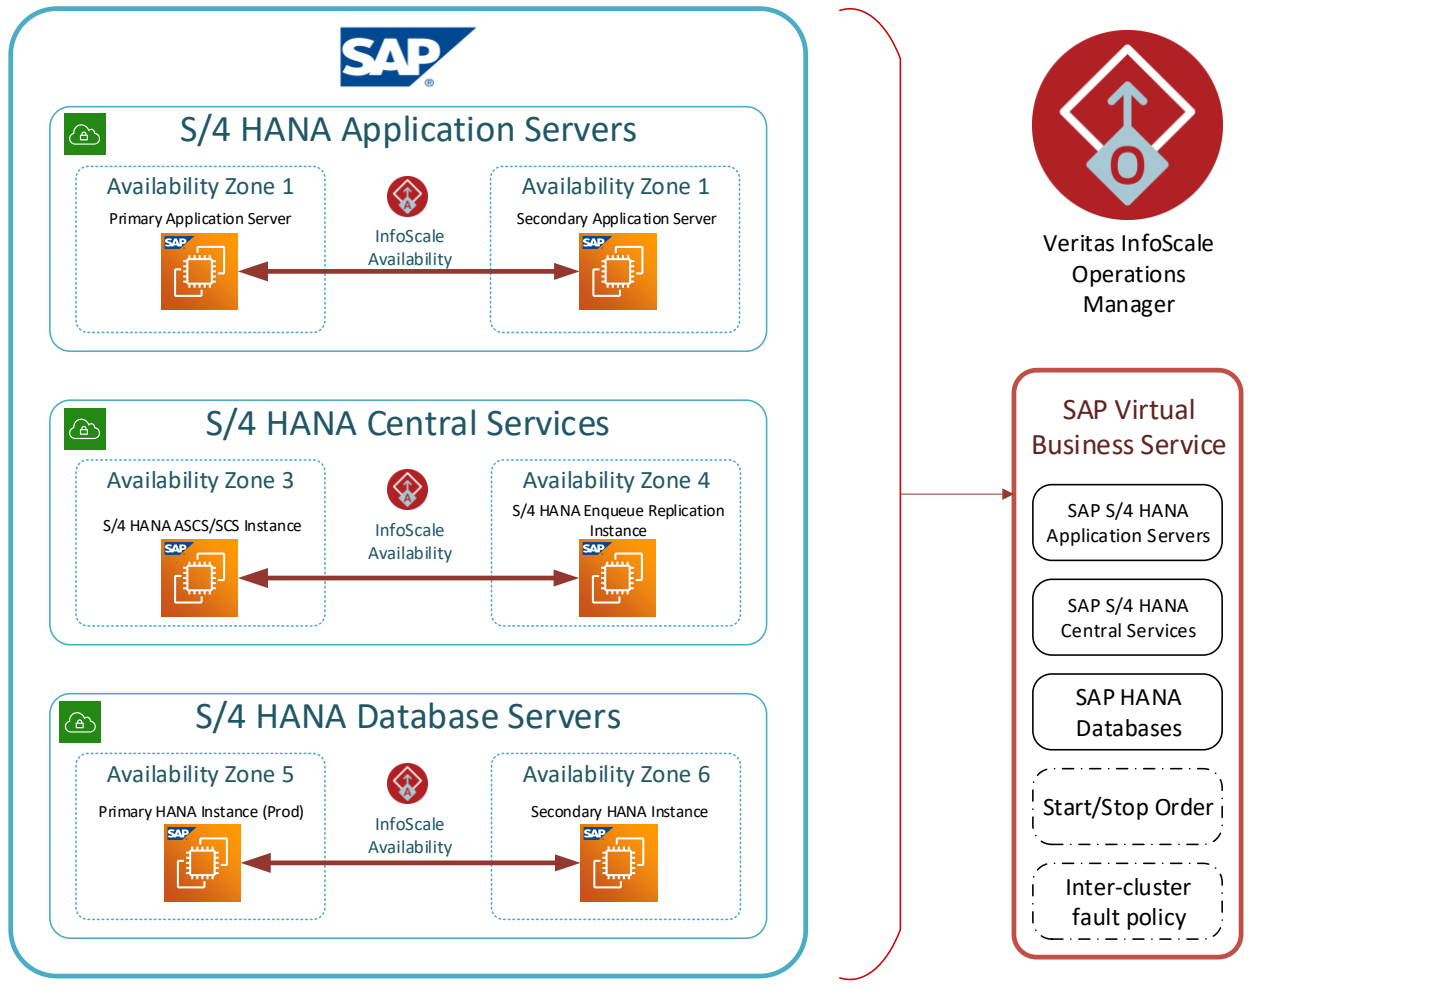 SAP
®
S/4 HANA Application Servers
Availability Zone 1
Primary Application Server
SAP
A
InfoScale
Availability
Availability Zone 1
Secondary Application Server
SAP
S/4 HANA Central Services
Availability Zone 3
S/4 HANA ASCS/SCS Instance
SAP
A
InfoScale
Availability
Availability Zone 4
S/4 HANA Enqueue Replication
Instance
SAP
S/4 HANA Database Servers
Availability Zone 5
Primary HANA Instance (Prod)
SAP
A
InfoScale
Availability
Availability Zone 6
Secondary HANA Instance
SAP
O
Veritas InfoScale
Operations
Manager
SAP Virtual
Business Service
SAP S/4 HANA
Application Servers
SAP S/4 HANA
Central Services
SAP HANA
Databases
Start/Stop Order
Inter-cluster
fault policy